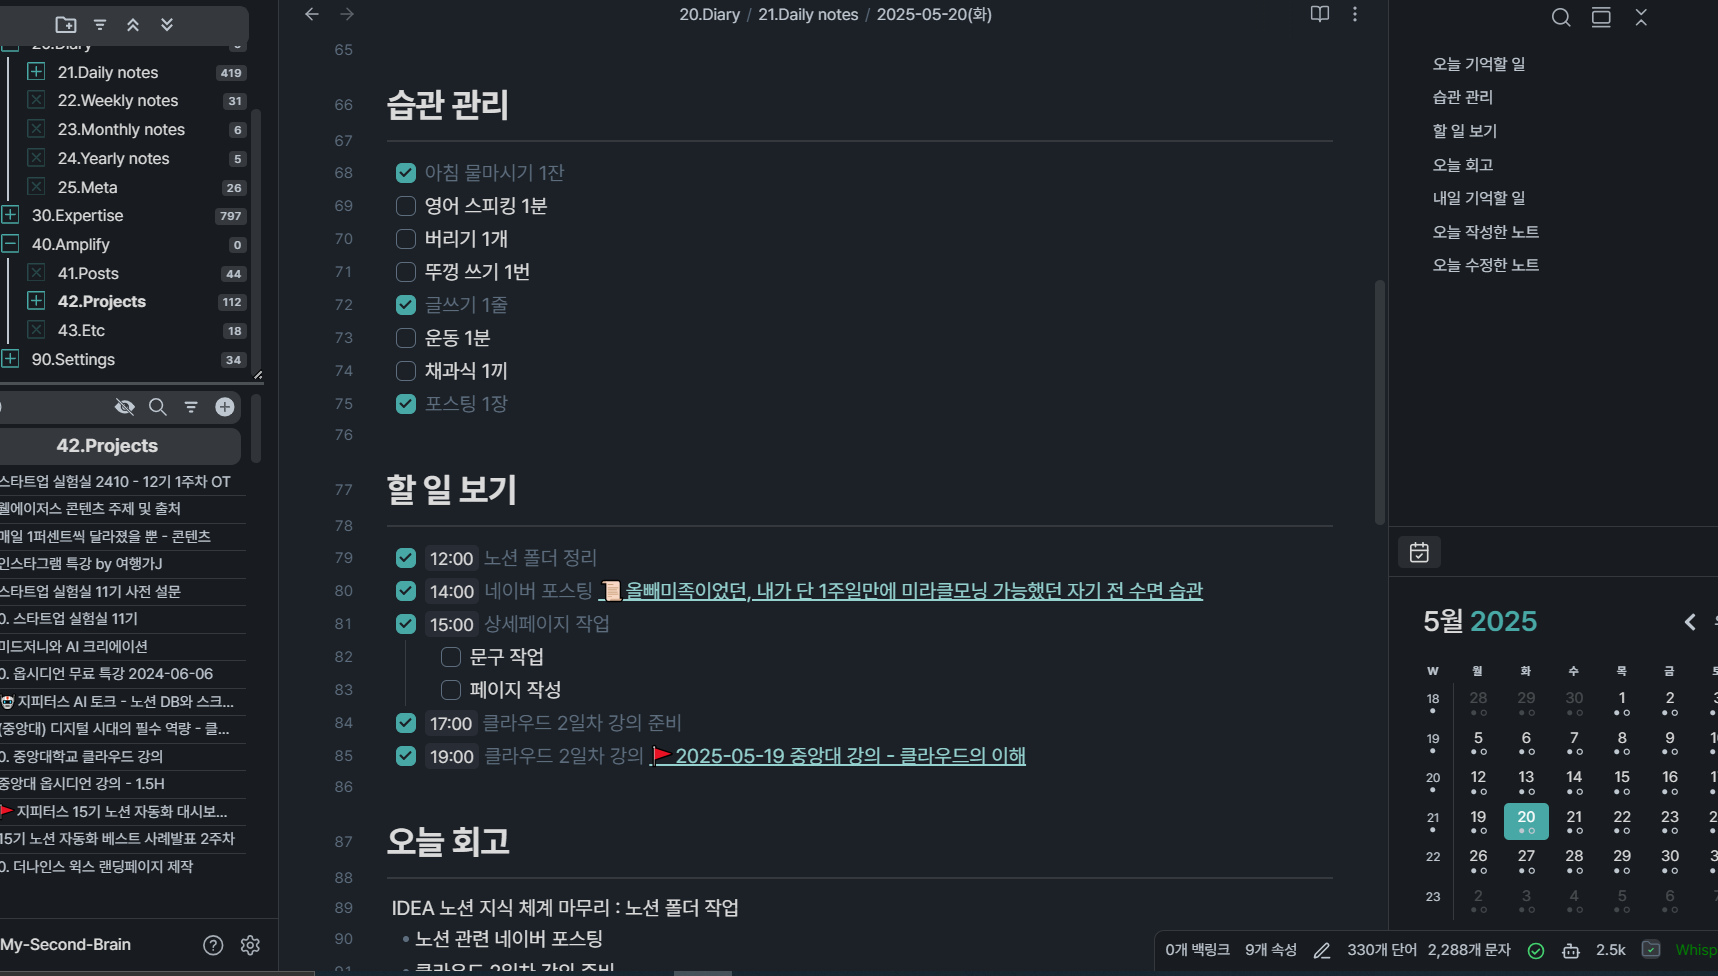 20.Diary
21.Daily notes 419
22.Weekly notes 31
23.Monthly notes 6
24.Yearly notes 5
25.Meta 26
30.Expertise 797
40.Amplify 0
41.Posts 44
42.Projects 112
43.Etc 18
90.Settings 34
42.Projects
스타트업 실험실 2410 - 12기 1주차 OT
웰에이저스 콘텐츠 주제 및 출처
매일 1퍼센트씩 달라졌을 뿐 - 콘텐츠
인스타그램 특강 by 여행가J
스타트업 실험실 11기 사전 설문
0. 스타트업 실험실 11기
미드저니와 AI 크리에이션
0. 옵시디언 무료 특강 2024-06-06
지피터스 AI 토크 - 노션 DB와 스크...
(중앙대) 디지털 시대의 필수 역량 - 클...
0. 중앙대학교 클라우드 강의
중앙대 옵시디언 강의 - 1.5H
🚩 지피터스 15기 노션 자동화 대시보...
15기 노션 자동화 베스트 사례발표 2주차
0. 더나인스 웍스 랜딩페이지 제작
My-Second-Brain
20.Diary / 21.Daily notes / 2025-05-20(화)
65
66 습관 관리
67
68 아침 물마시기 1잔
69 영어 스피킹 1분
70 버리기 1개
71 뚜껑 쓰기 1번
72 글쓰기 1줄
73 운동 1분
74 채과식 1끼
75 포스팅 1장
76
77 할 일 보기
78
79 12:00 노션 폴더 정리
80 14:00 네이버 포스팅 📜 올빼미족이었던, 내가 단 1주일만에 미라클모닝 가능했던 자기 전 수면 습관
81 15:00 상세페이지 작업
82 문구 작업
83 페이지 작성
84 17:00 클라우드 2일차 강의 준비
85 19:00 클라우드 2일차 강의 🚩 2025-05-19 중앙대 강의 - 클라우드의 이해
86
87 오늘 회고
88
89 IDEA 노션 지식 체계 마무리 : 노션 폴더 작업
90 • 노션 관련 네이버 포스팅
91 • 클라우드 2일차 강의 준비
오늘 기억할 일
습관 관리
할 일 보기
오늘 회고
내일 기억할 일
오늘 작성한 노트
오늘 수정한 노트
5월 2025
W 월 화 수 목 금
18 28 29 30 1 2
19 5 6 7 8 9
20 12 13 14 15 16
21 19 20 21 22 23
22 26 27 28 29 30
23 2 3 4 5 6
0개 백링크 9개 속성 330개 단어 2,288개 문자 2.5k Whisp